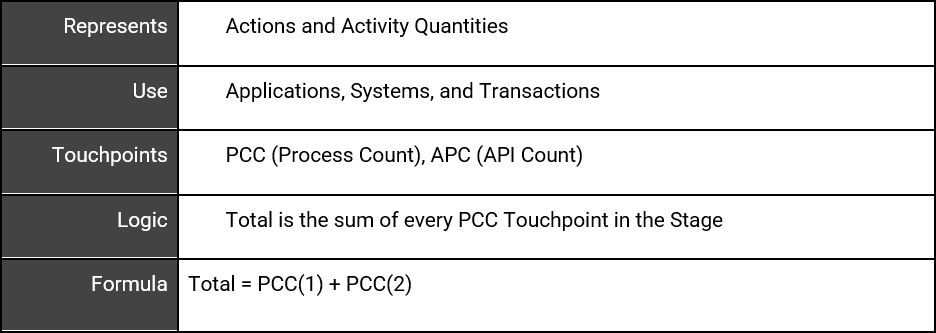 Represents Actions and Activity Quantities
Use Applications, Systems, and Transactions
Touchpoints PCC (Process Count), APC (API Count)
Logic Total is the sum of every PCC Touchpoint in the Stage
Formula Total = PCC(1) + PCC(2)